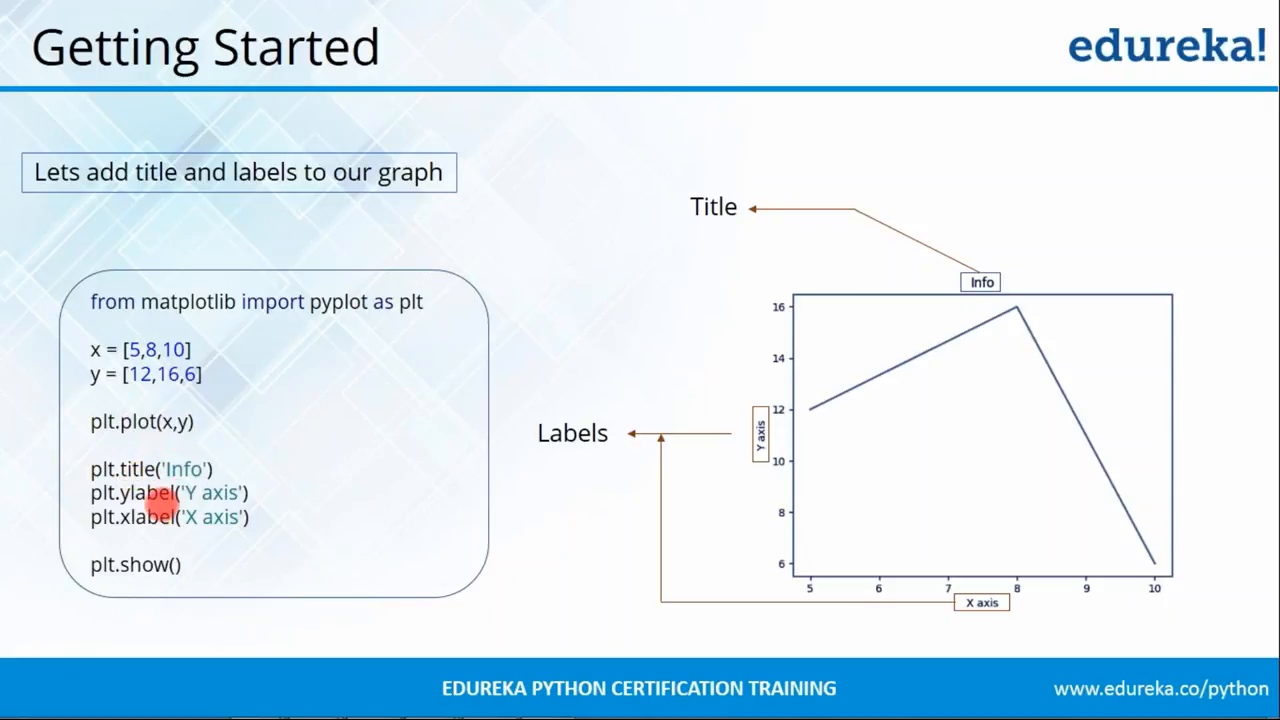 Getting Started
edureka!
Lets add title and labels to our graph
from matplotlib import pyplot as plt
x = [5,8,10]
y = [12,16,6]
plt.plot(x,y)
plt.title('Info')
plt.ylabel('Y axis')
plt.xlabel('X axis')
plt.show()
Title
Info
Labels
Y axis
16
14
12
10
8
6
5 6 7 8 9 10
X axis
EDUREKA PYTHON CERTIFICATION TRAINING
www.edureka.co/python